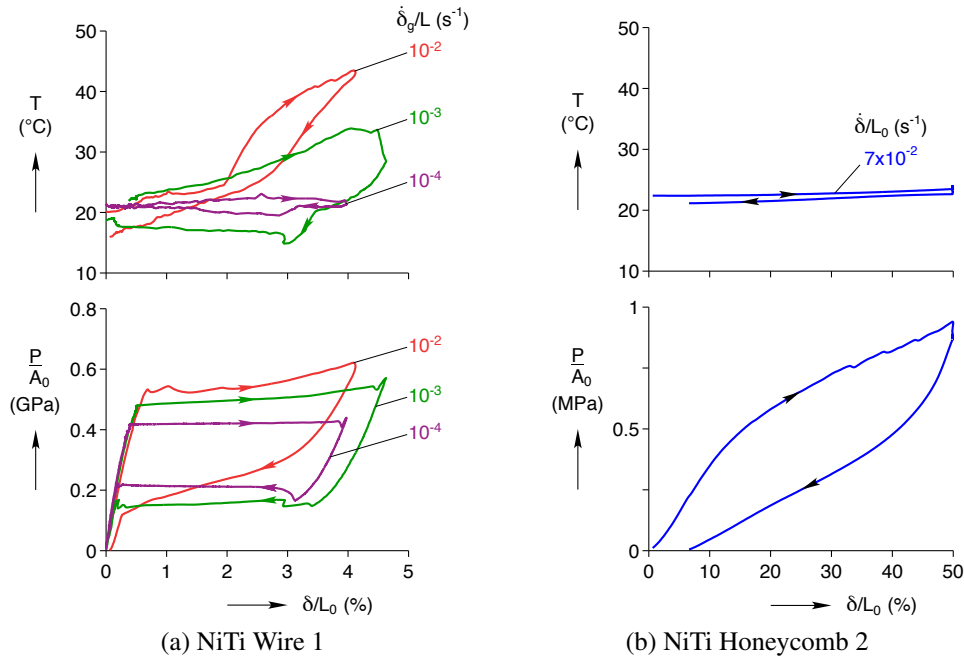 δ̇g/L (s⁻¹)
50
10⁻²
40
T
(°C)
10⁻³
30
10⁻⁴
20
10
0.8
P/A₀
(GPa)
10⁻²
0.6
10⁻³
0.4
10⁻⁴
0.2
0
0 1 2 3 4 5
δ/L₀ (%)
(a) NiTi Wire 1
50
40
T
(°C)
δ̇/L₀ (s⁻¹)
30
7x10⁻²
20
10
1
P/A₀
(MPa)
0.5
0
0 10 20 30 40 50
δ/L₀ (%)
(b) NiTi Honeycomb 2